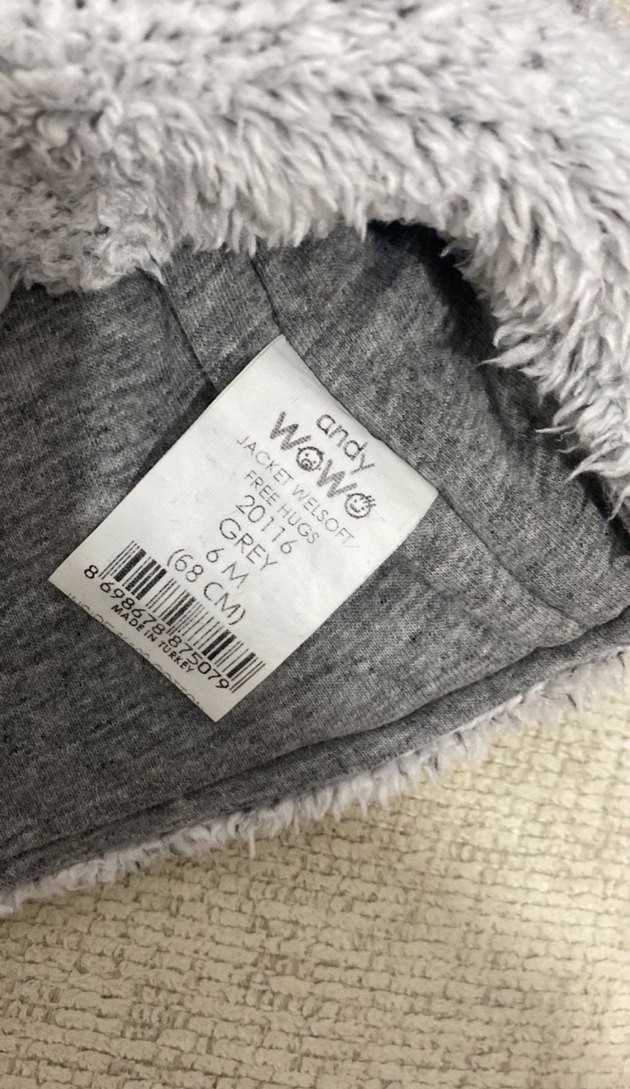 andy
WOWO
JACKET WELSOFT/
FREE HUGS
20116
GREY
6 M
(68 CM)
8 698678 875079
MADE IN TURKEY